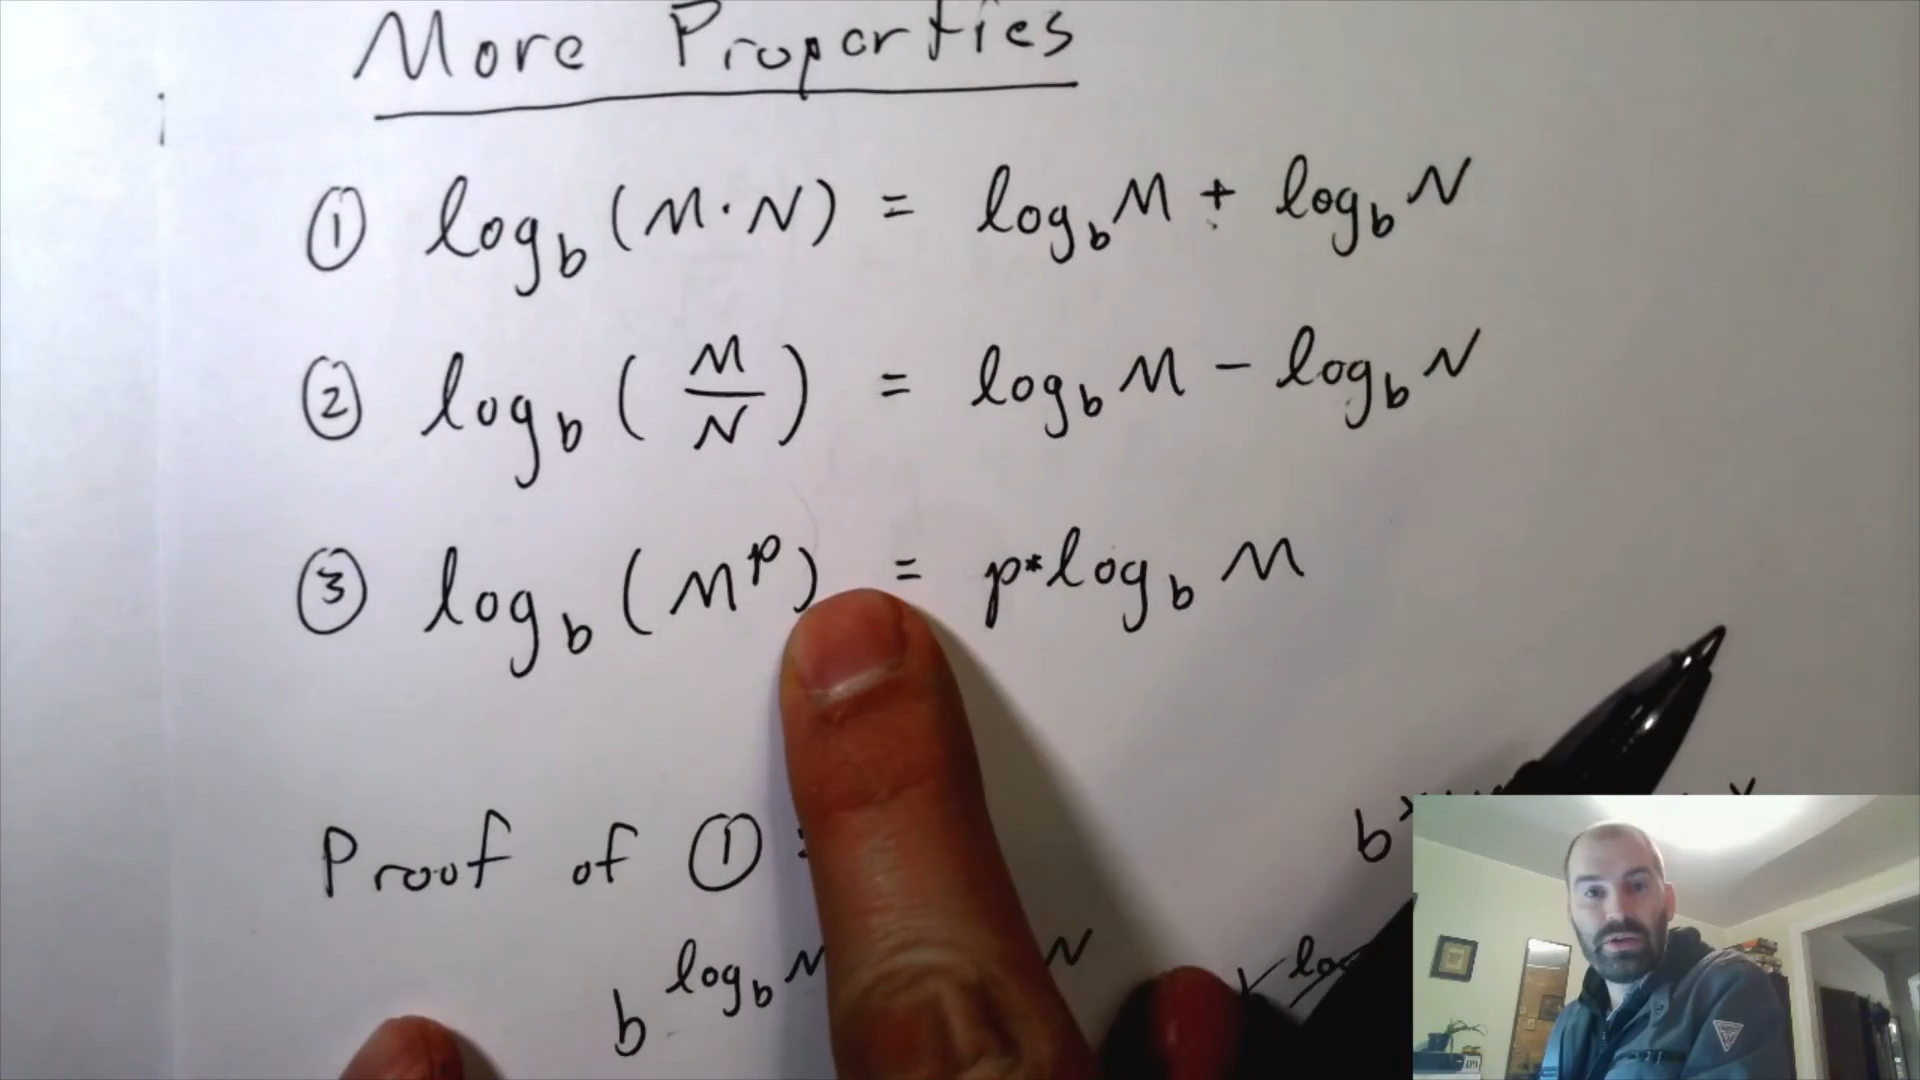 More Properties
① log_b (M·N) = log_b M + log_b N
② log_b (M/N) = log_b M - log_b N
③ log_b (M^p) = p*log_b M
Proof of ① :
b^
b^log_b
N